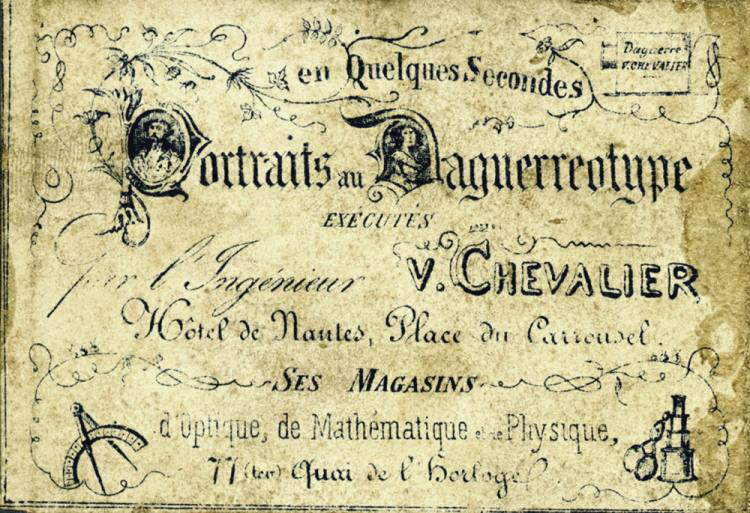 en Quelques Secondes
Daguerre
V. CHEVALIER
Portraits au Daguerreotype
EXÉCUTÉS
par l'Ingénieur V. CHEVALIER
Hôtel de Nantes, Place du Carrousel.
SES MAGASINS
d'Optique, de Mathématique et de Physique,
77 (ter) Quai de l'Horloge